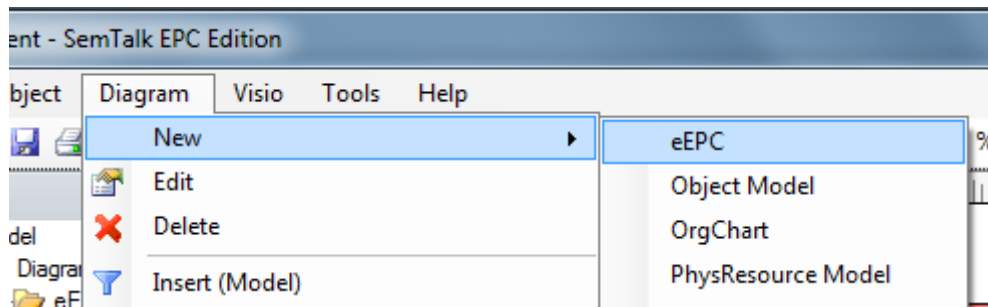 ent - SemTalk EPC Edition
bject Diagram Visio Tools Help
New eEPC
%
Edit Object Model
del Delete OrgChart
Diagra Insert (Model) PhysResource Model
eE